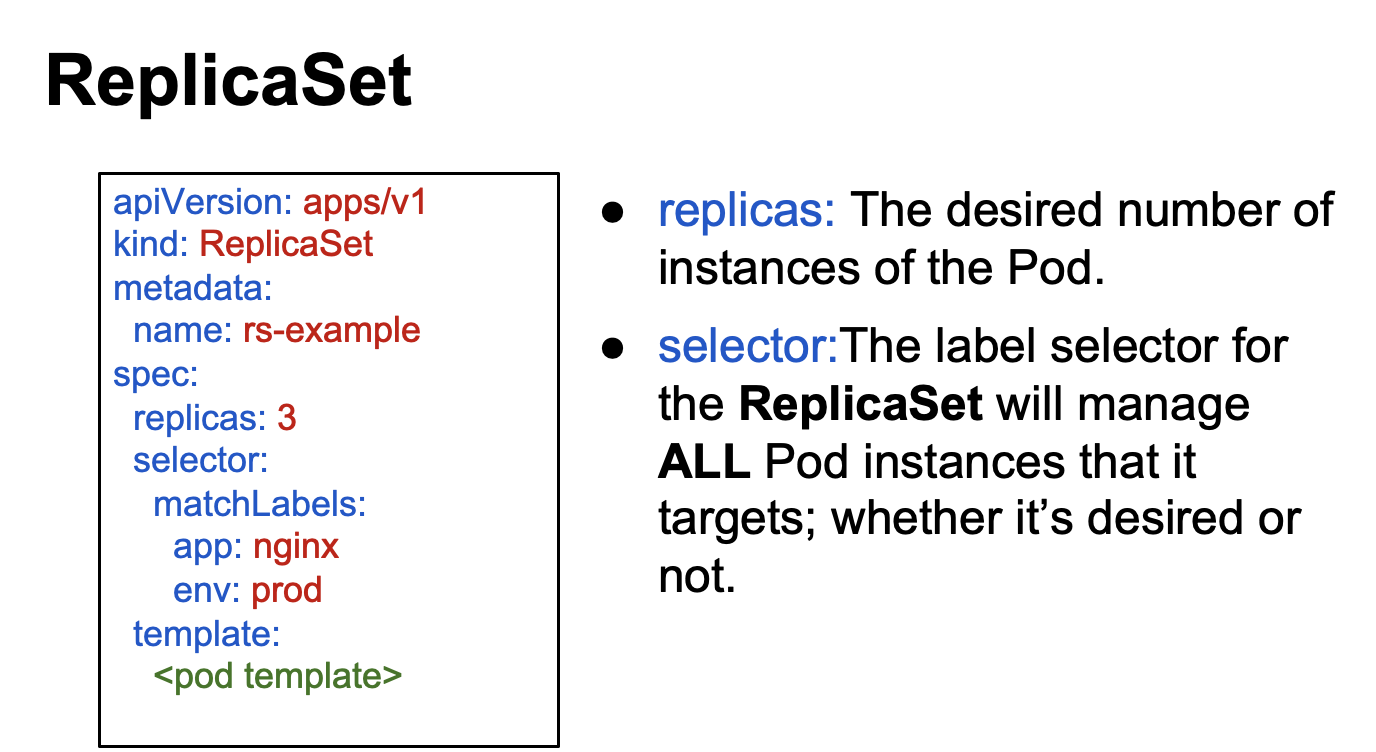 ReplicaSet
apiVersion: apps/v1
kind: ReplicaSet
metadata:
  name: rs-example
spec:
  replicas: 3
  selector:
    matchLabels:
      app: nginx
      env: prod
  template:
    <pod template>
● replicas: The desired number of
instances of the Pod.
● selector:The label selector for
the ReplicaSet will manage
ALL Pod instances that it
targets; whether it’s desired or
not.